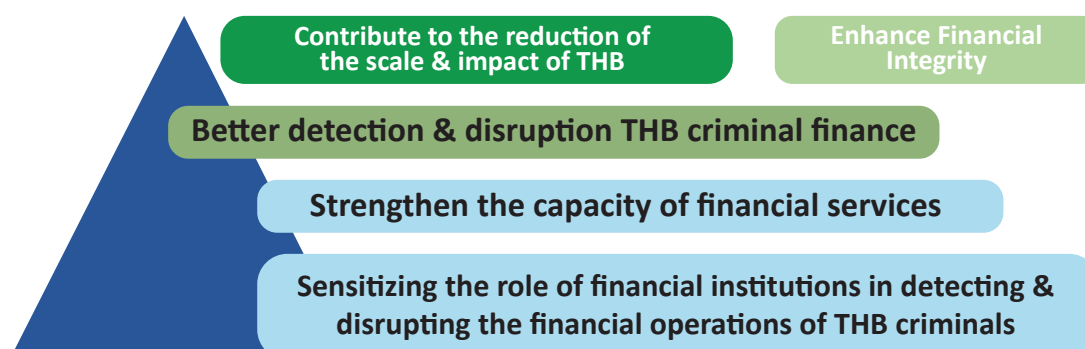 Contribute to the reduction of
the scale & impact of THB
Enhance Financial
Integrity
Better detection & disruption THB criminal finance
Strengthen the capacity of financial services
Sensitizing the role of financial institutions in detecting &
disrupting the financial operations of THB criminals